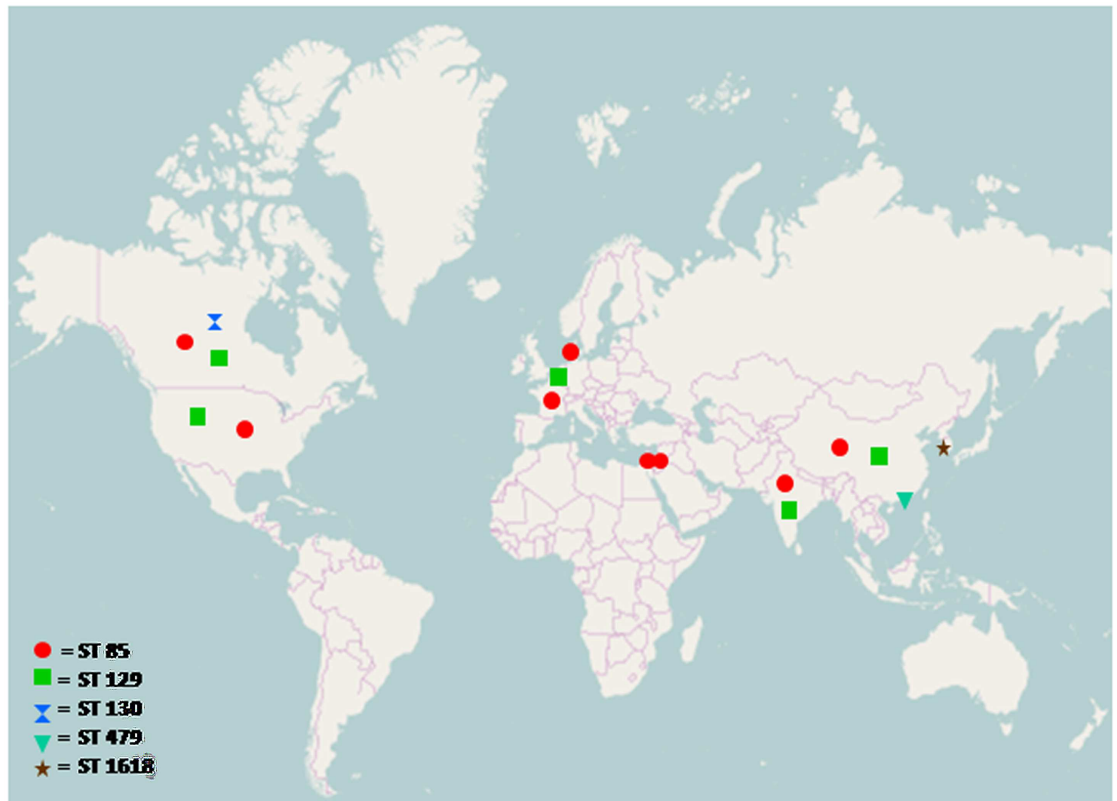 = ST 85
= ST 129
= ST 130
= ST 479
= ST 1618